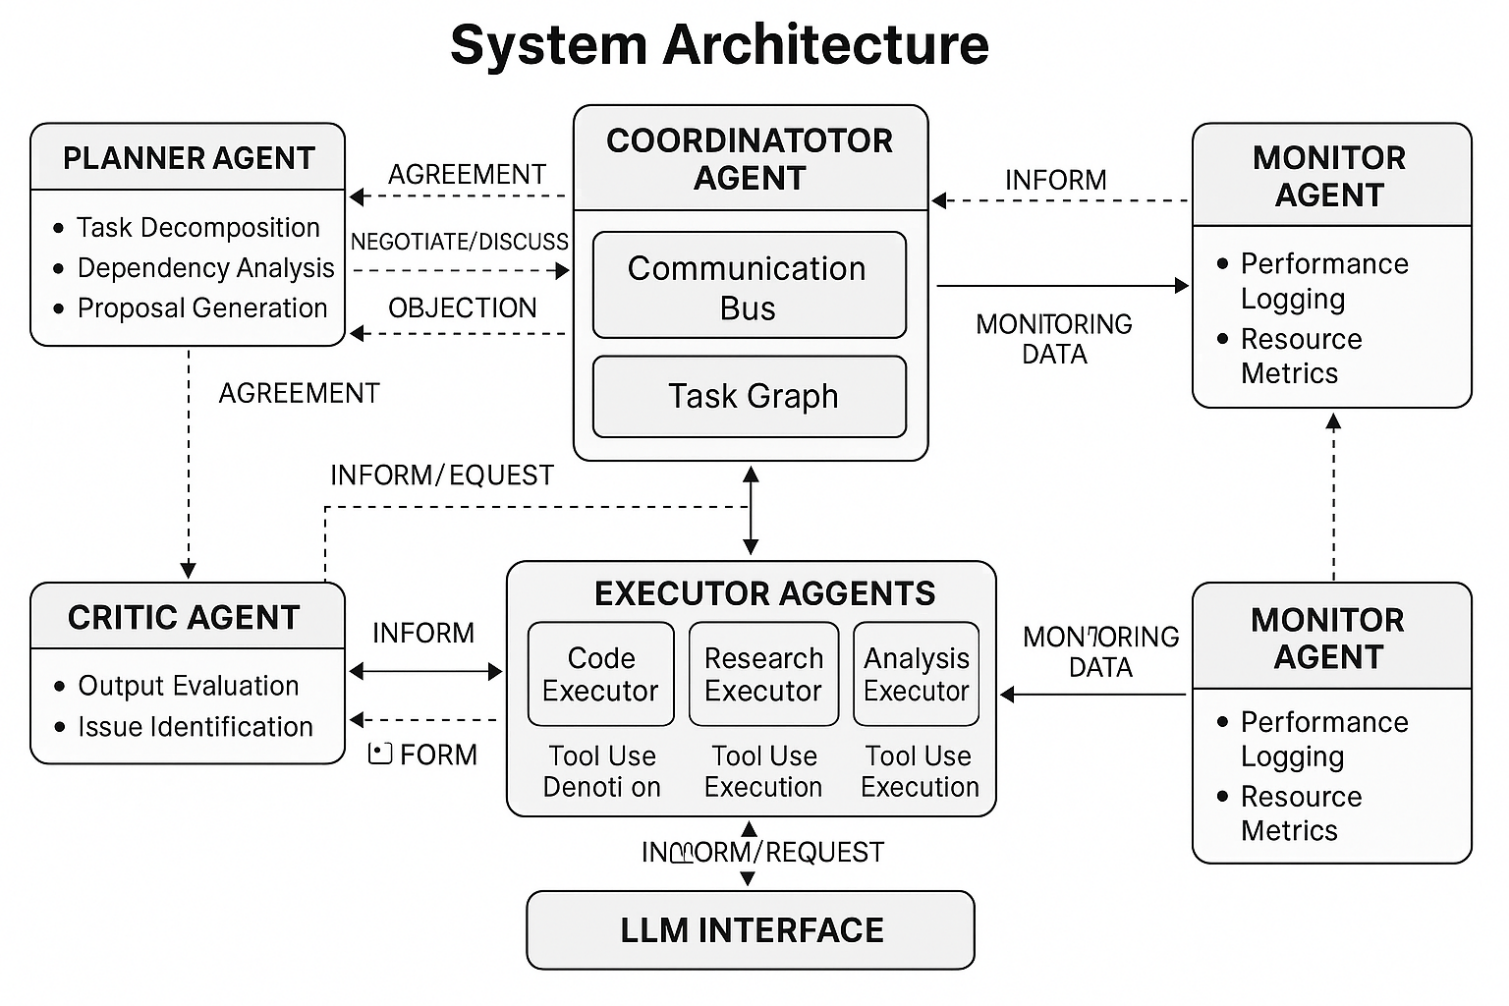 System Architecture
PLANNER AGENT
• Task Decomposition
• Dependency Analysis
• Proposal Generation
AGREEMENT
NEGOTIATE/DISCUSS
OBJECTION
COORDINATOTOR
AGENT
Communication
Bus
Task Graph
INFORM
MONITORING
DATA
MONITOR
AGENT
• Performance
Logging
• Resource
Metrics
AGREEMENT
INFORM/EQUEST
CRITIC AGENT
• Output Evaluation
• Issue Identification
INFORM
FORM
EXECUTOR AGGENTS
Code
Executor
Research
Executor
Analysis
Executor
Tool Use
Denoti on
Tool Use
Execution
Tool Use
Execution
DATA
MONITOR
AGENT
• Performance
Logging
• Resource
Metrics
/REQUEST
LLM INTERFACE